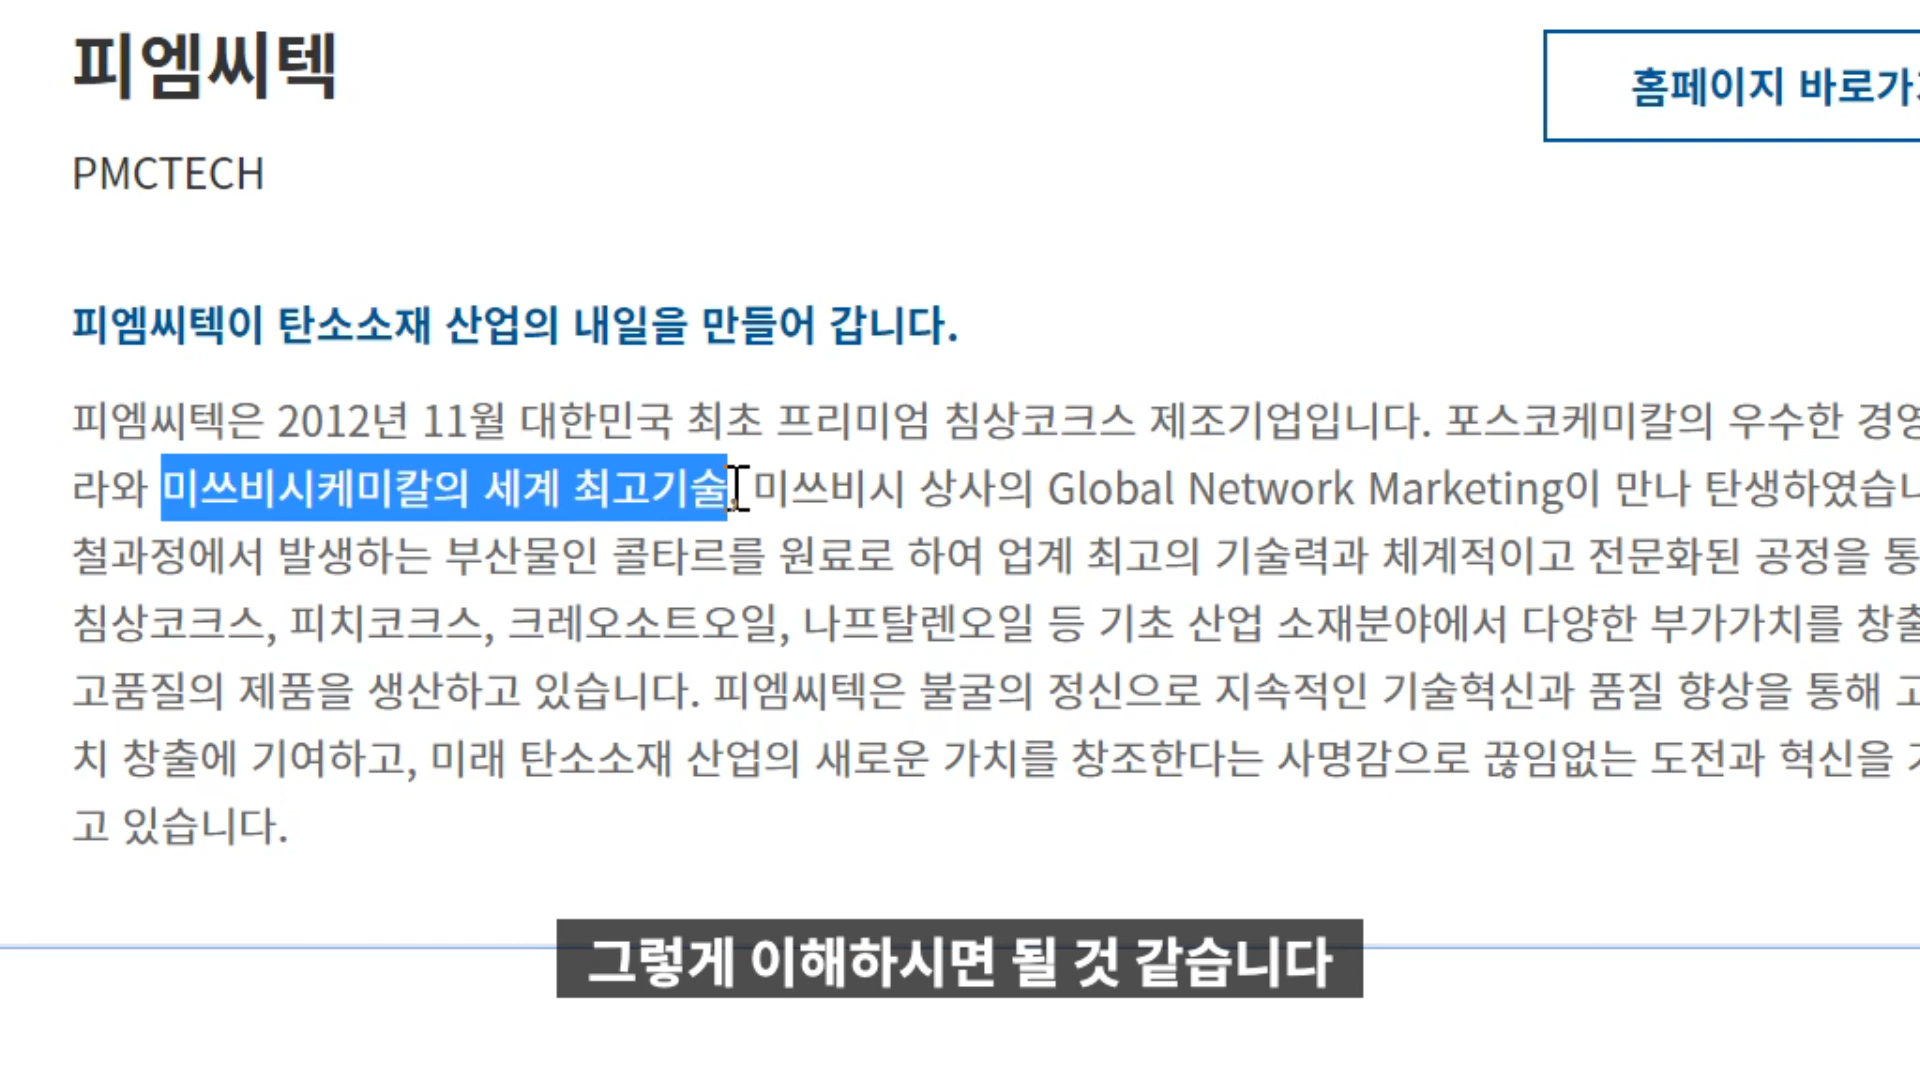 피엠씨텍
홈페이지 바로가
PMCTECH
피엠씨텍이 탄소소재 산업의 내일을 만들어 갑니다.
피엠씨텍은 2012년 11월 대한민국 최초 프리미엄 침상코크스 제조기업입니다. 포스코케미칼의 우수한 경영
라와 미쓰비시케미칼의 세계 최고기술, 미쓰비시 상사의 Global Network Marketing이 만나 탄생하였습니
철과정에서 발생하는 부산물인 콜타르를 원료로 하여 업계 최고의 기술력과 체계적이고 전문화된 공정을 통
침상코크스, 피치코크스, 크레오소트오일, 나프탈렌오일 등 기초 산업 소재분야에서 다양한 부가가치를 창출
고품질의 제품을 생산하고 있습니다. 피엠씨텍은 불굴의 정신으로 지속적인 기술혁신과 품질 향상을 통해 고
치 창출에 기여하고, 미래 탄소소재 산업의 새로운 가치를 창조한다는 사명감으로 끊임없는 도전과 혁신을
고 있습니다.
그렇게 이해하시면 될 것 같습니다